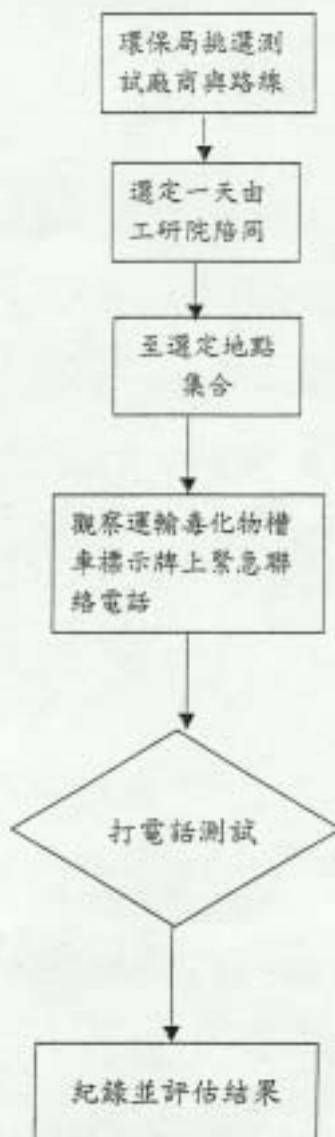 環保局挑選測
試廠商與路線
選定一天由
工研院陪同
至選定地點
集合
觀察運輸毒化物槽
車標示牌上緊急聯
絡電話
打電話測試
紀錄並評估結果